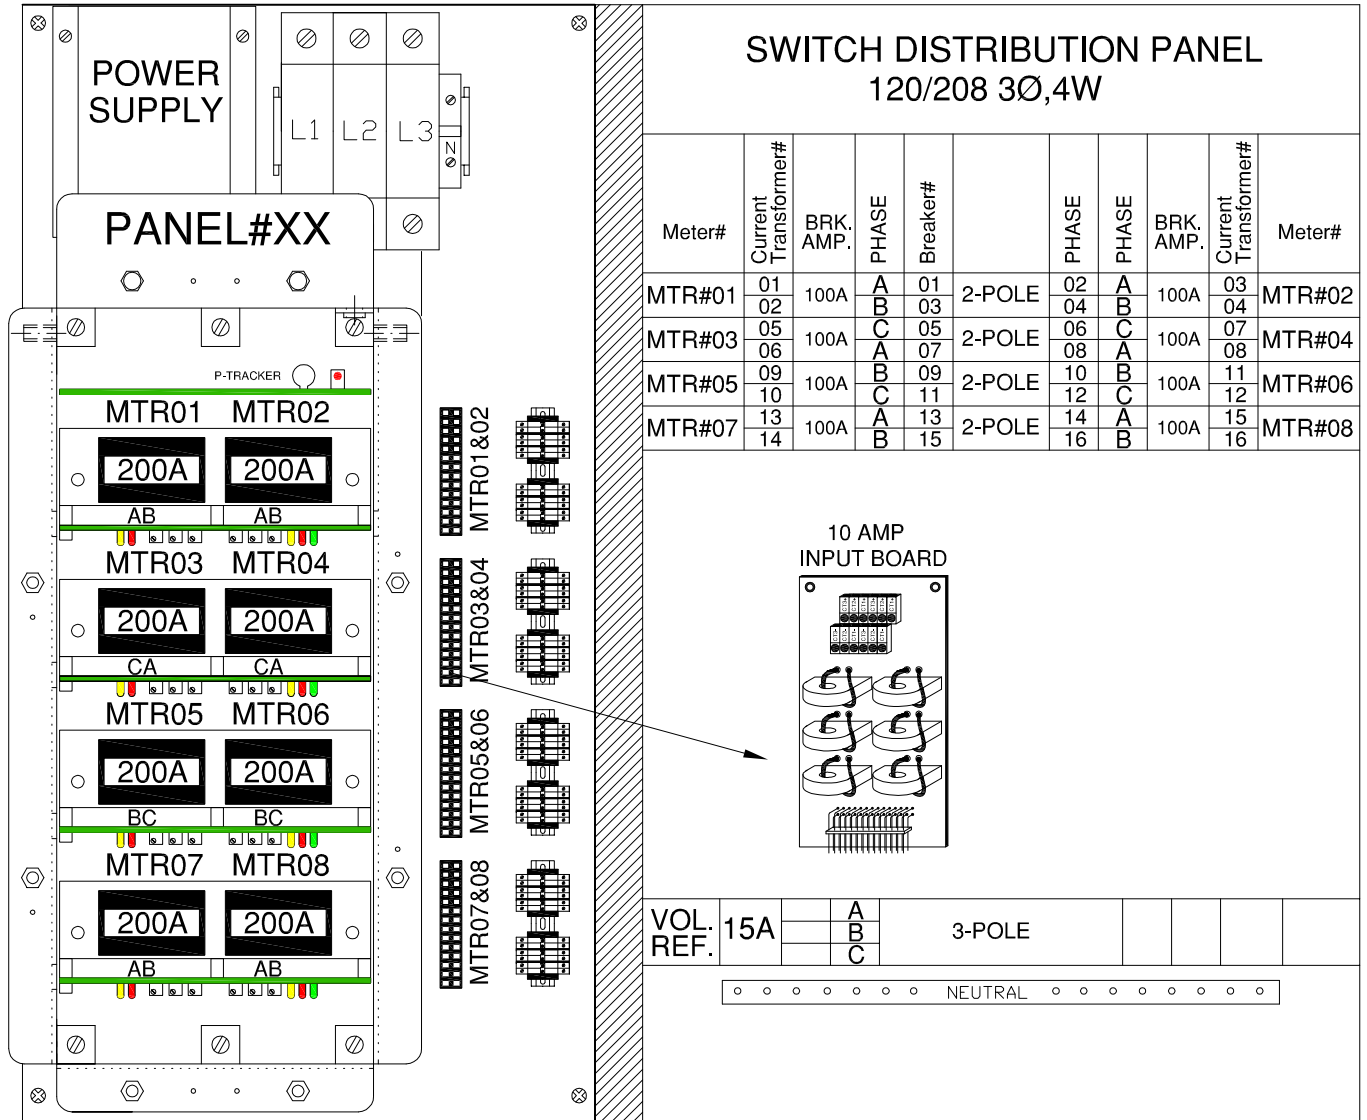 POWER
SUPPLY
L1 L2 L3
N
PANEL#XX
P-TRACKER
MTR01 MTR02
200A 200A
AB AB
MTR03 MTR04
200A 200A
CA CA
MTR05 MTR06
200A 200A
BC BC
MTR07 MTR08
200A 200A
AB AB
MTR01&02
MTR03&04
MTR05&06
MTR07&08
SWITCH DISTRIBUTION PANEL
120/208 3Ø,4W
Meter# Current Transformer# BRK. AMP. PHASE Breaker# PHASE PHASE BRK. AMP. Current Transformer# Meter#
MTR#01 01 100A A 01 2-POLE 02 A 100A 03 MTR#02
02 B 03 04 B 04
MTR#03 05 100A C 05 2-POLE 06 C 100A 07 MTR#04
06 A 07 08 A 08
MTR#05 09 100A B 09 2-POLE 10 B 100A 11 MTR#06
10 C 11 12 C 12
MTR#07 13 100A A 13 2-POLE 14 A 100A 15 MTR#08
14 B 15 16 B 16
10 AMP
INPUT BOARD
VOL.
REF.
15A
A
B
C
3-POLE
NEUTRAL